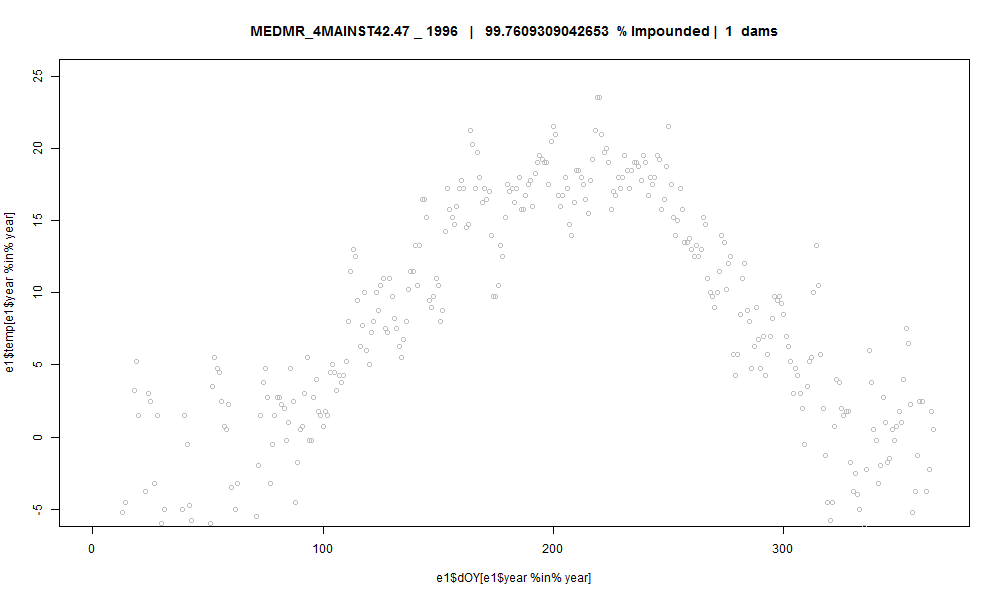 MEDMR_4MAINST42.47 _ 1996 | 99.7609309042653 % Impounded | 1 dams
e1$temp[e1$year %in% year]
25
20
15
10
5
0
-5
0 100 200 300
e1$dOY[e1$year %in% year]